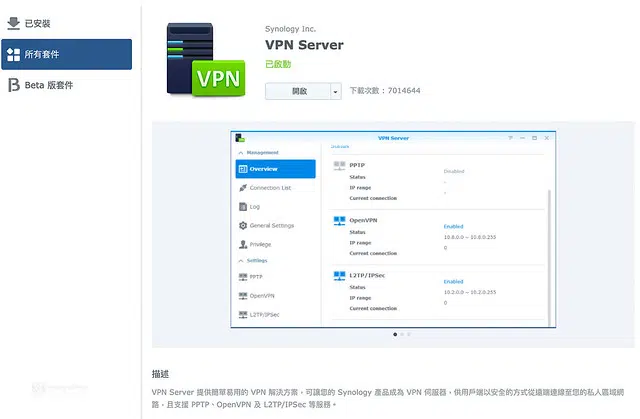 已安裝
所有套件
Beta 版套件
Synology Inc.
VPN Server
已啟動
VPN
開啟
下載次數：7014644
VPN Server
Management
Overview
Connection List
Log
General Settings
Privilege
Settings
PPTP
OpenVPN
L2TP/IPSec
PPTP
Status Disabled
IP range -
Current connection -
OpenVPN
Status Enabled
IP range 10.8.0.0 ~ 10.8.0.255
Current connection 0
L2TP/IPSec
Status Enabled
IP range 10.2.0.0 ~ 10.2.0.255
Current connection 0
描述
VPN Server 提供簡單易用的 VPN 解決方案，可讓您的 Synology 產品成為 VPN 伺服器，供用戶端以安全的方式從遠端連線至您的私人區域網
路，且支援 PPTP、OpenVPN 及 L2TP/IPSec 等服務。